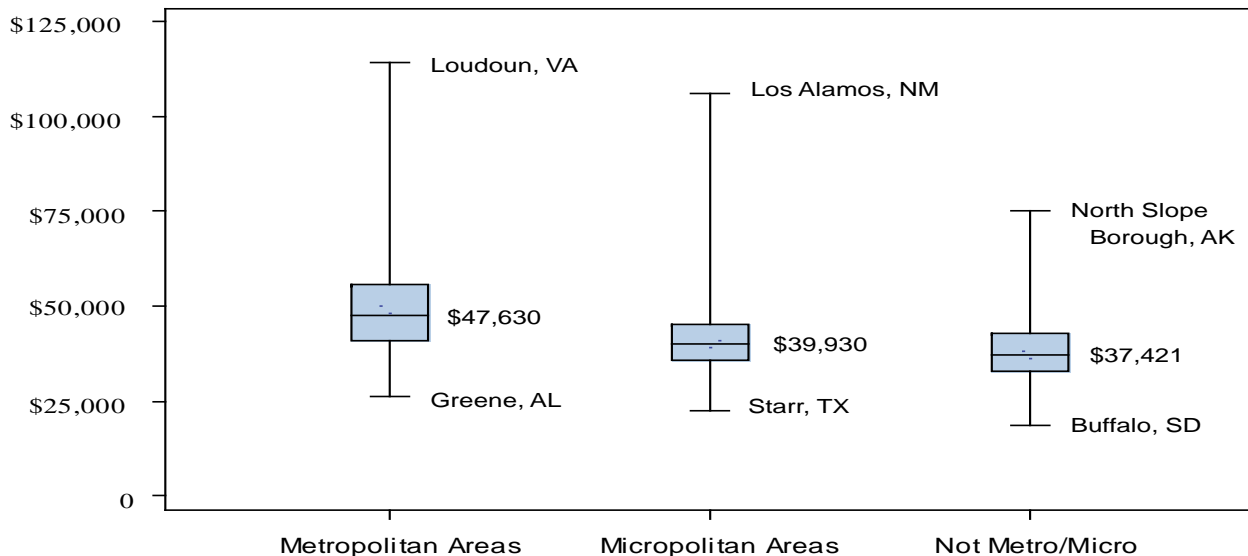 $125,000
$100,000
$75,000
$50,000
$25,000
0
Loudoun, VA
$47,630
Greene, AL
Los Alamos, NM
$39,930
Starr, TX
North Slope
Borough, AK
$37,421
Buffalo, SD
Metropolitan Areas
Micropolitan Areas
Not Metro/Micro